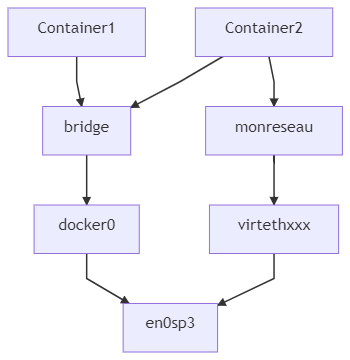 Container1
Container2
bridge
monreseau
docker0
virtethxxx
en0sp3